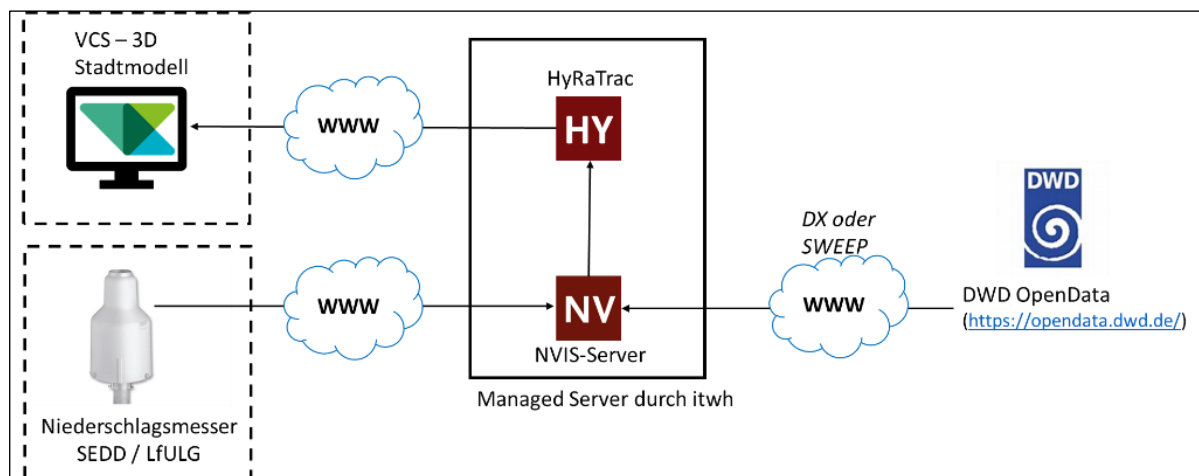 VCS – 3D
Stadtmodell
WWW
HyRaTrac
HY
Niederschlagsmesser
SEDD / LfULG
WWW
NV
NVIS-Server
Managed Server durch itwh
DX oder
SWEEP
WWW
DWD
DWD OpenData
(https://opendata.dwd.de/)